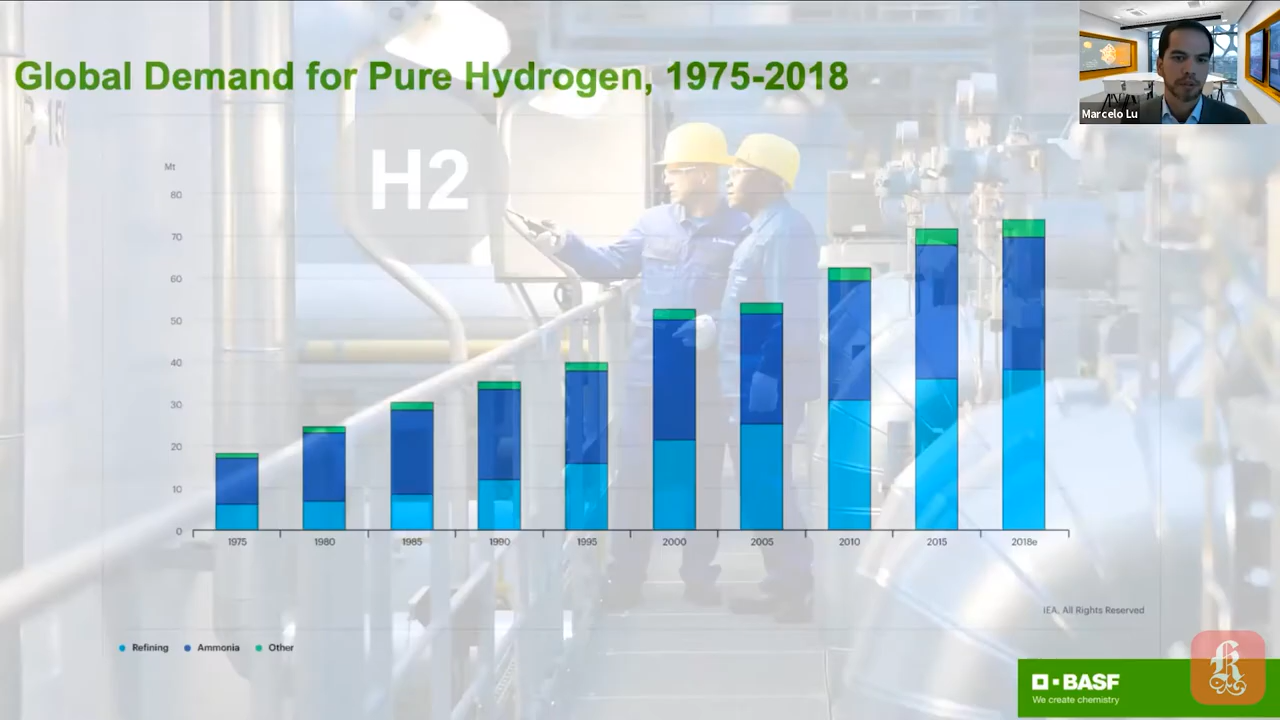 Global Demand for Pure Hydrogen, 1975-2018
Marcelo Lu
H2
Mt
80
70
60
50
40
30
20
10
0
1975 1980 1985 1990 1995 2000 2005 2010 2015 2018e
IEA. All Rights Reserved
Refining Ammonia Other
BASF
We create chemistry